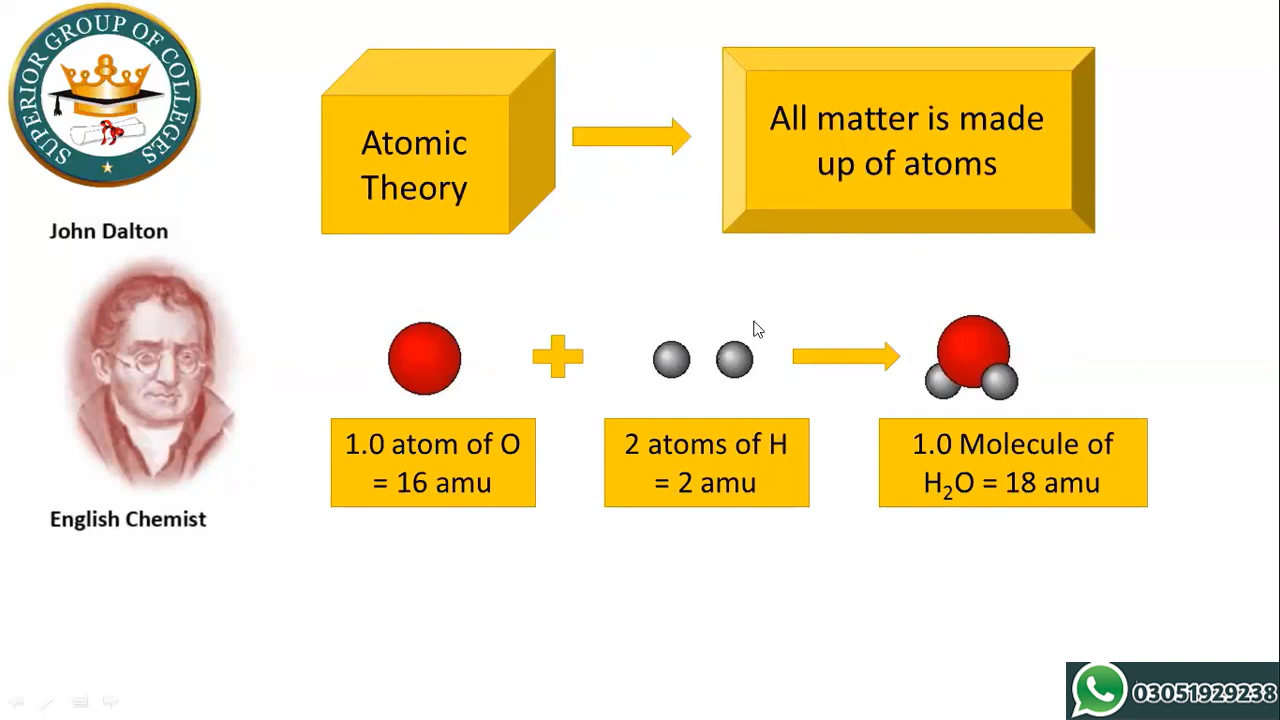 SUPERIOR GROUP OF COLLEGES
Atomic
Theory
All matter is made
up of atoms
John Dalton
English Chemist
1.0 atom of O
= 16 amu
2 atoms of H
= 2 amu
1.0 Molecule of
H₂O = 18 amu
03051929238